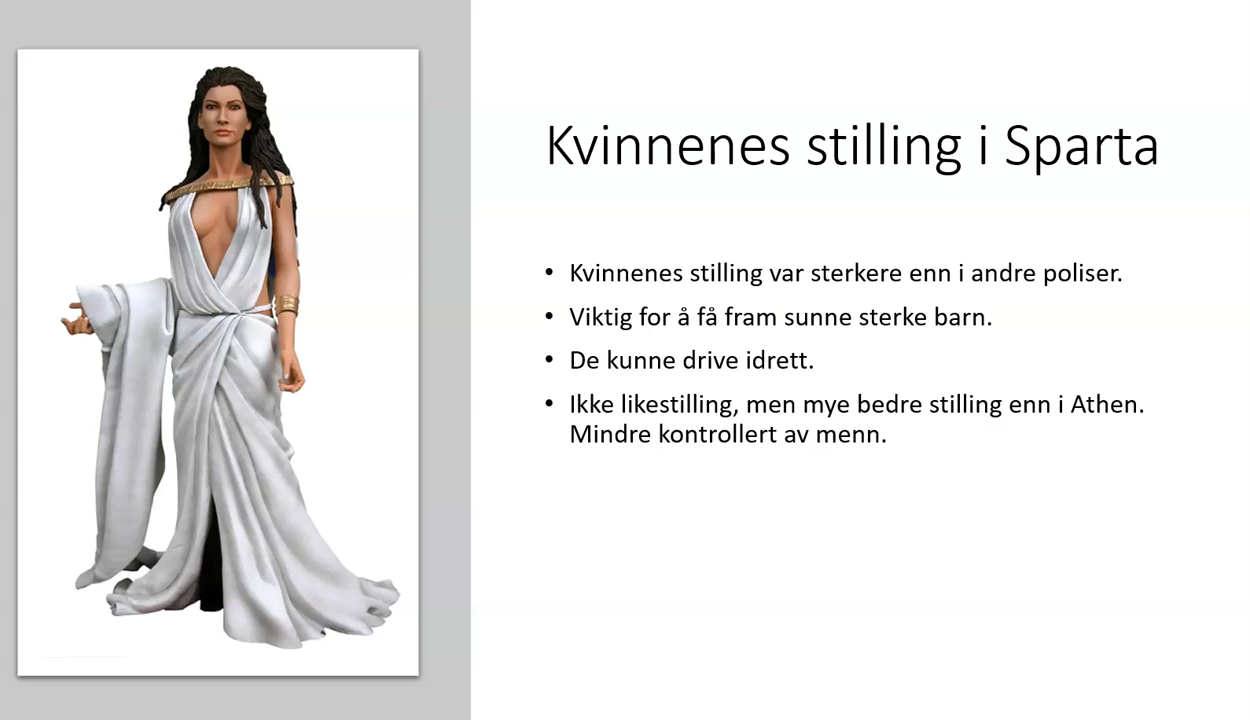 Kvinnenes stilling i Sparta
• Kvinnenes stilling var sterkere enn i andre poliser.
• Viktig for å få fram sunne sterke barn.
• De kunne drive idrett.
• Ikke likestilling, men mye bedre stilling enn i Athen.
Mindre kontrollert av menn.